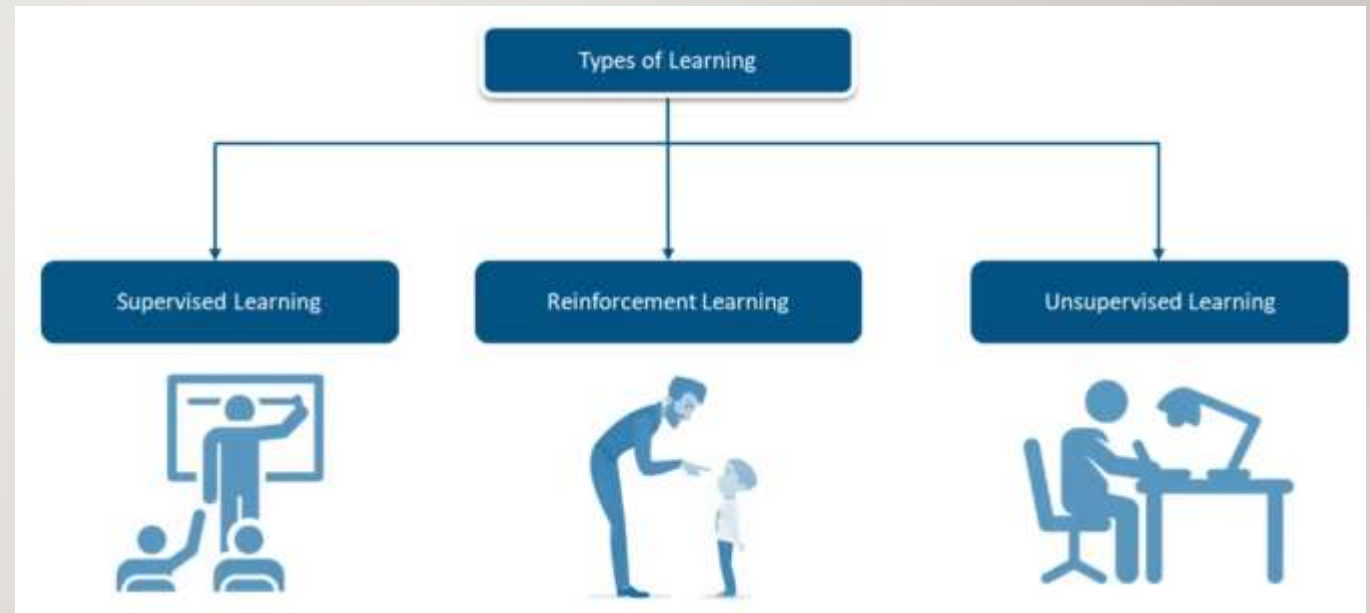 Types of Learning
Supervised Learning
Reinforcement Learning
Unsupervised Learning